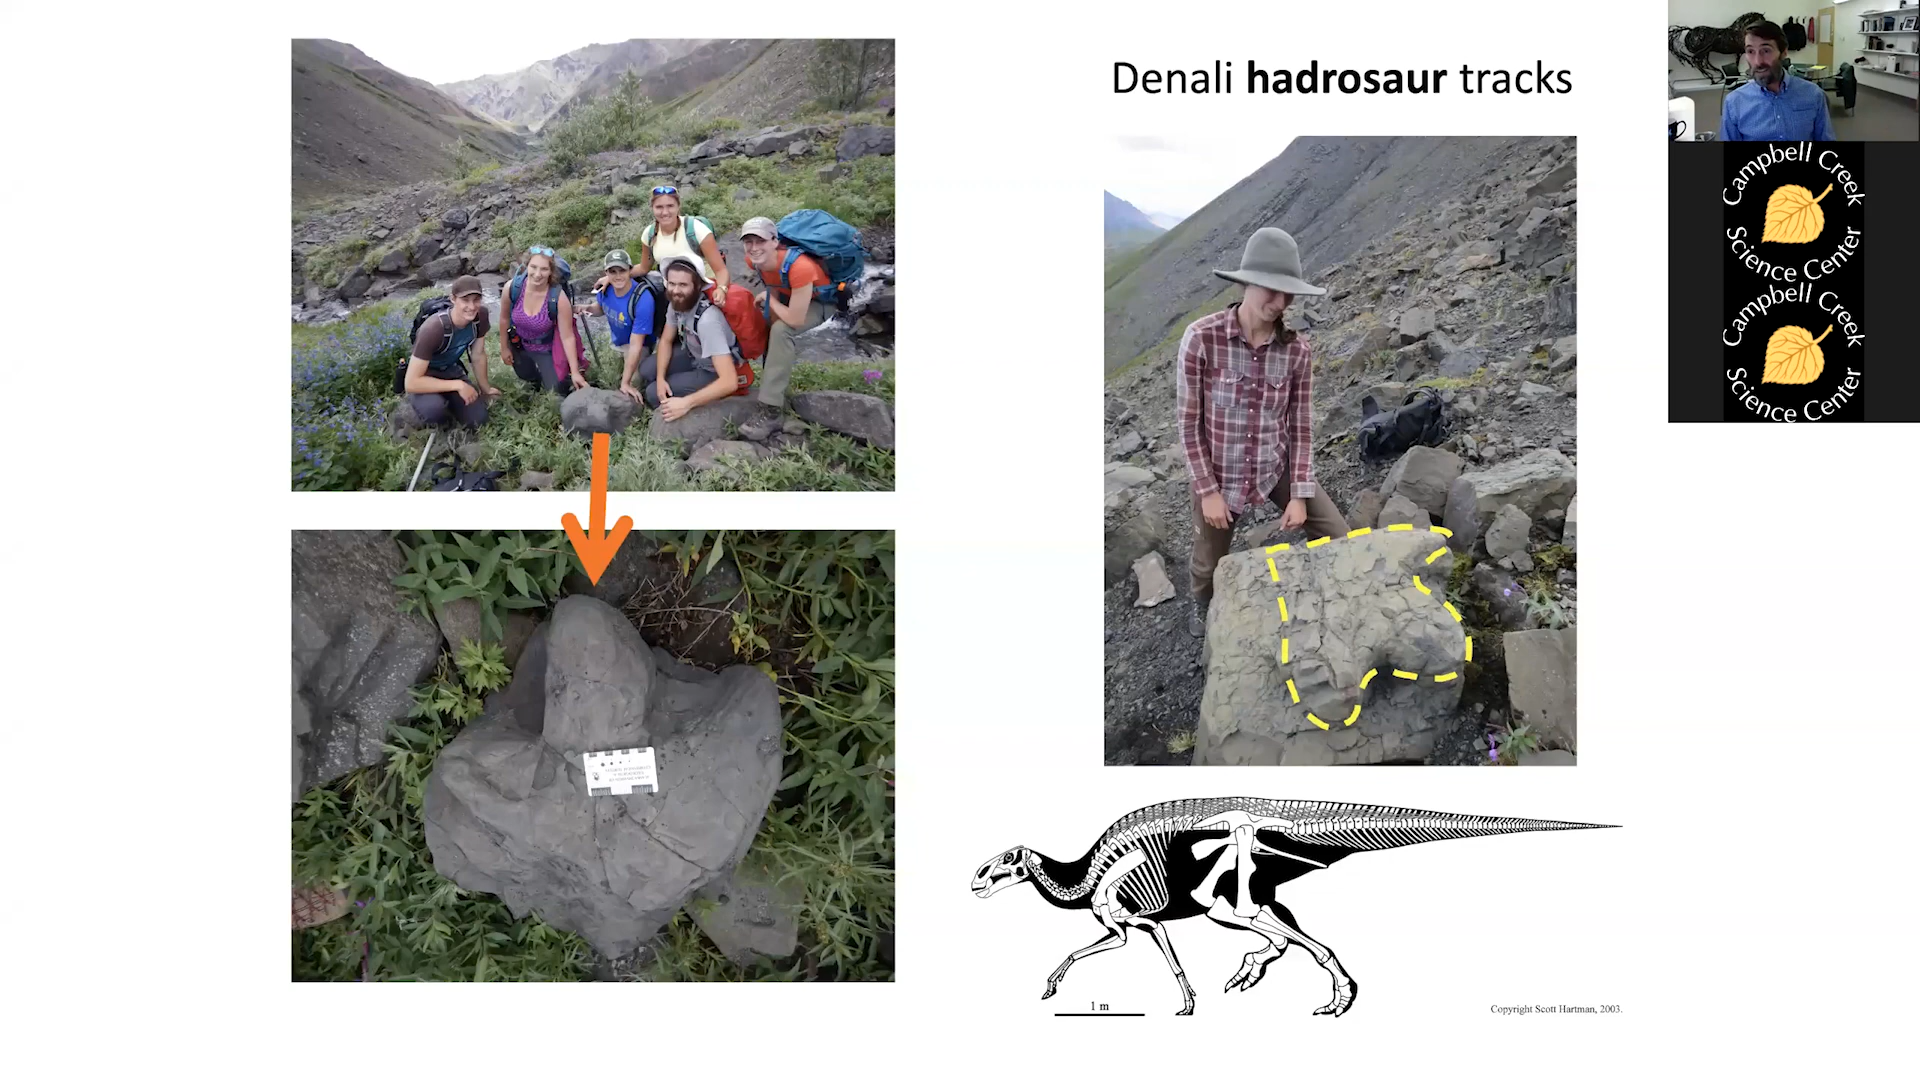 Denali hadrosaur tracks
1 m
Copyright Scott Hartman, 2003.
Campbell Creek
Science Center
Campbell Creek
Science Center